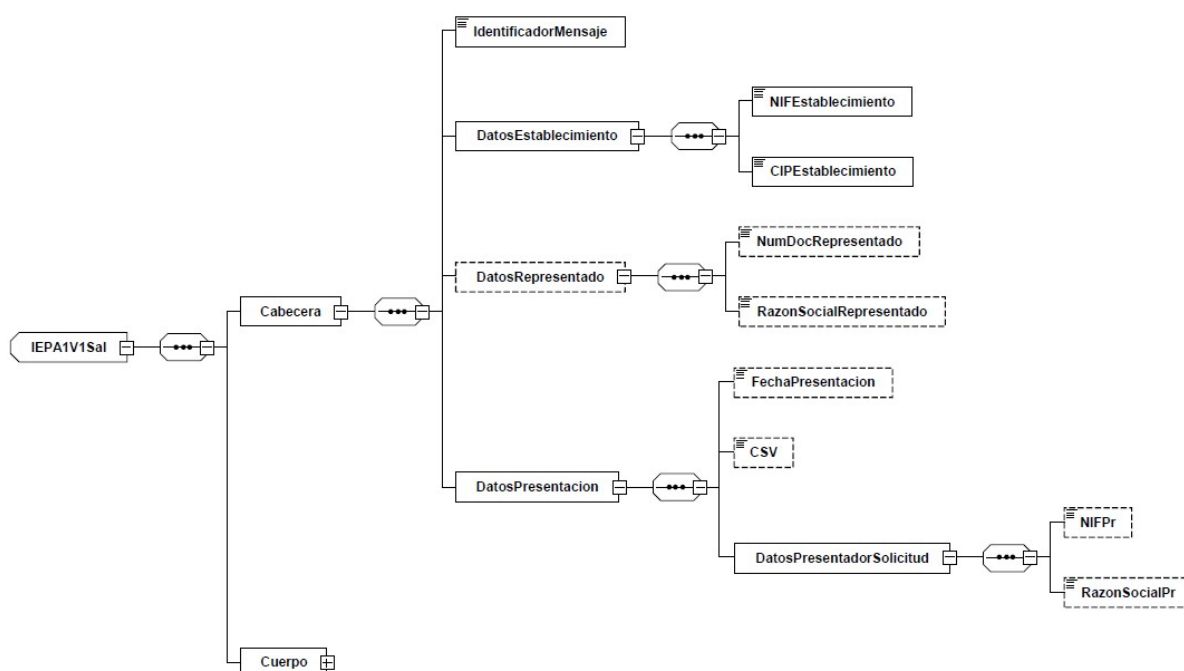 IdentificadorMensaje
NIFEstablecimiento
DatosEstablecimiento
CIPEstablecimiento
NumDocRepresentado
DatosRepresentado
RazonSocialRepresentado
Cabecera
IEPA1V1Sal
FechaPresentacion
CSV
DatosPresentacion
NIFPr
DatosPresentadorSolicitud
RazonSocialPr
Cuerpo